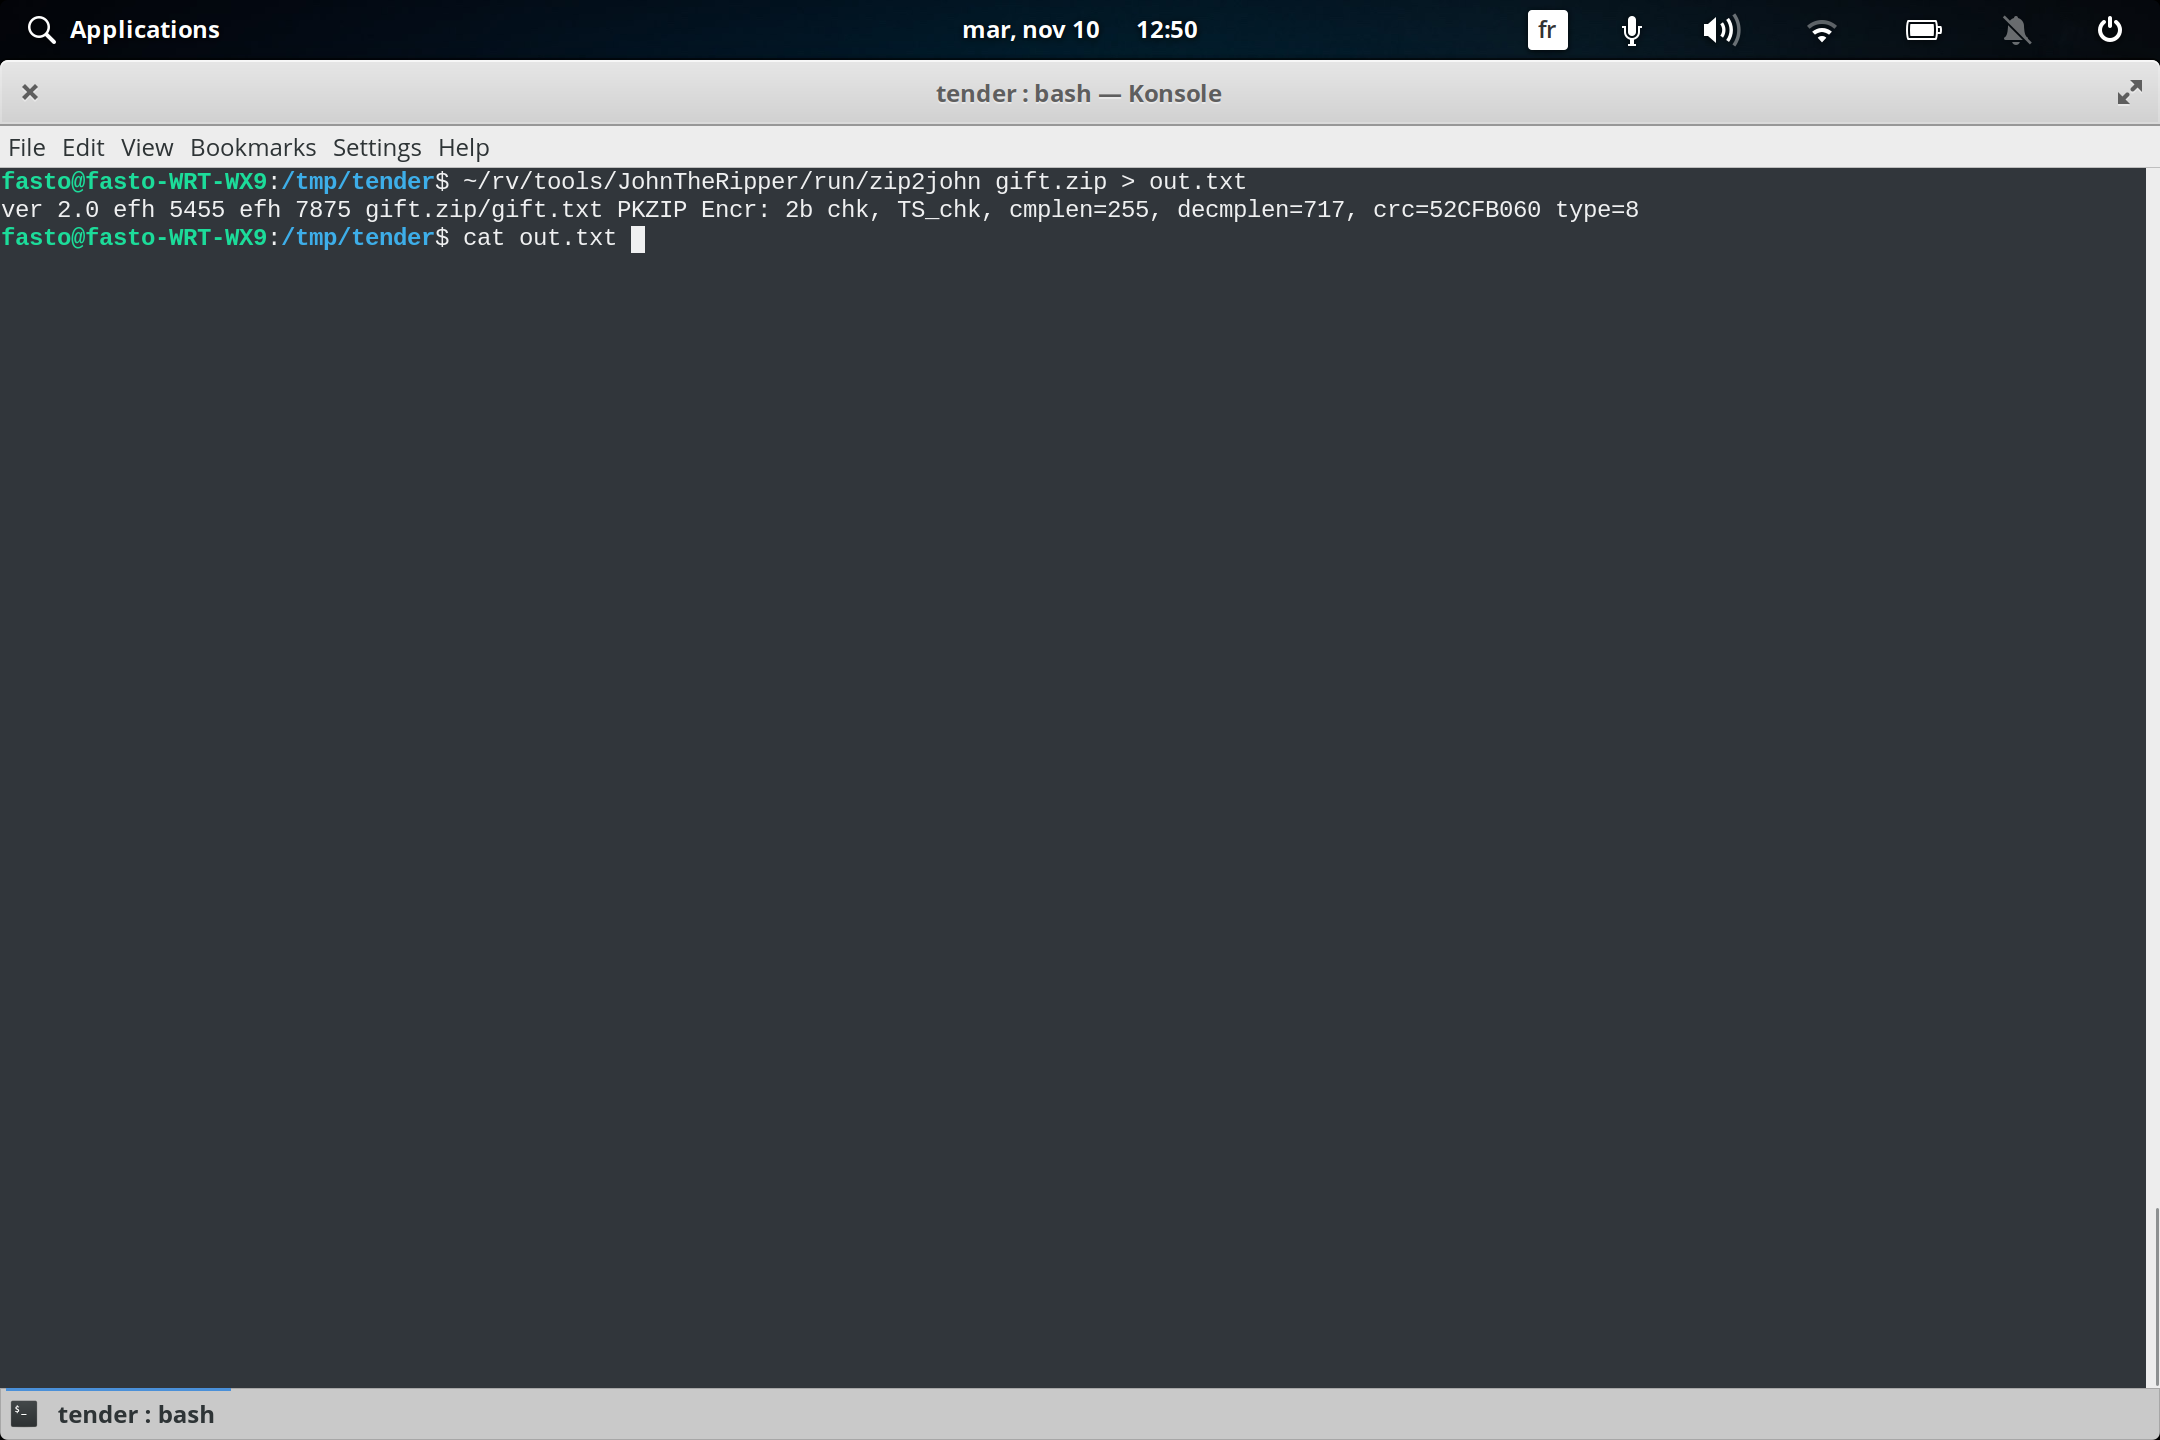 Applications mar, nov 10 12:50 fr
tender : bash — Konsole
File Edit View Bookmarks Settings Help
fasto@fasto-WRT-WX9:/tmp/tender$ ~/rv/tools/JohnTheRipper/run/zip2john gift.zip > out.txt
ver 2.0 efh 5455 efh 7875 gift.zip/gift.txt PKZIP Encr: 2b chk, TS_chk, cmplen=255, decmplen=717, crc=52CFB060 type=8
fasto@fasto-WRT-WX9:/tmp/tender$ cat out.txt
tender : bash